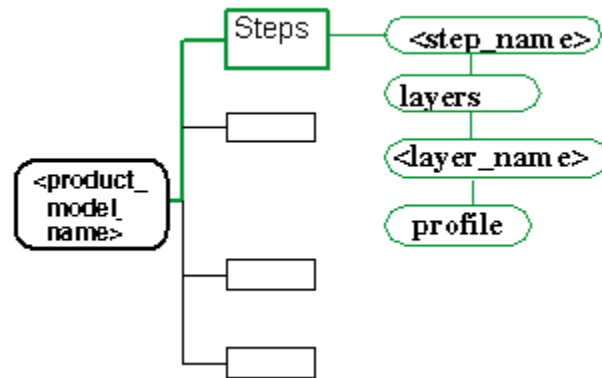 Steps
<step_name>
layers
<layer_name>
profile
<product_
model_
name>